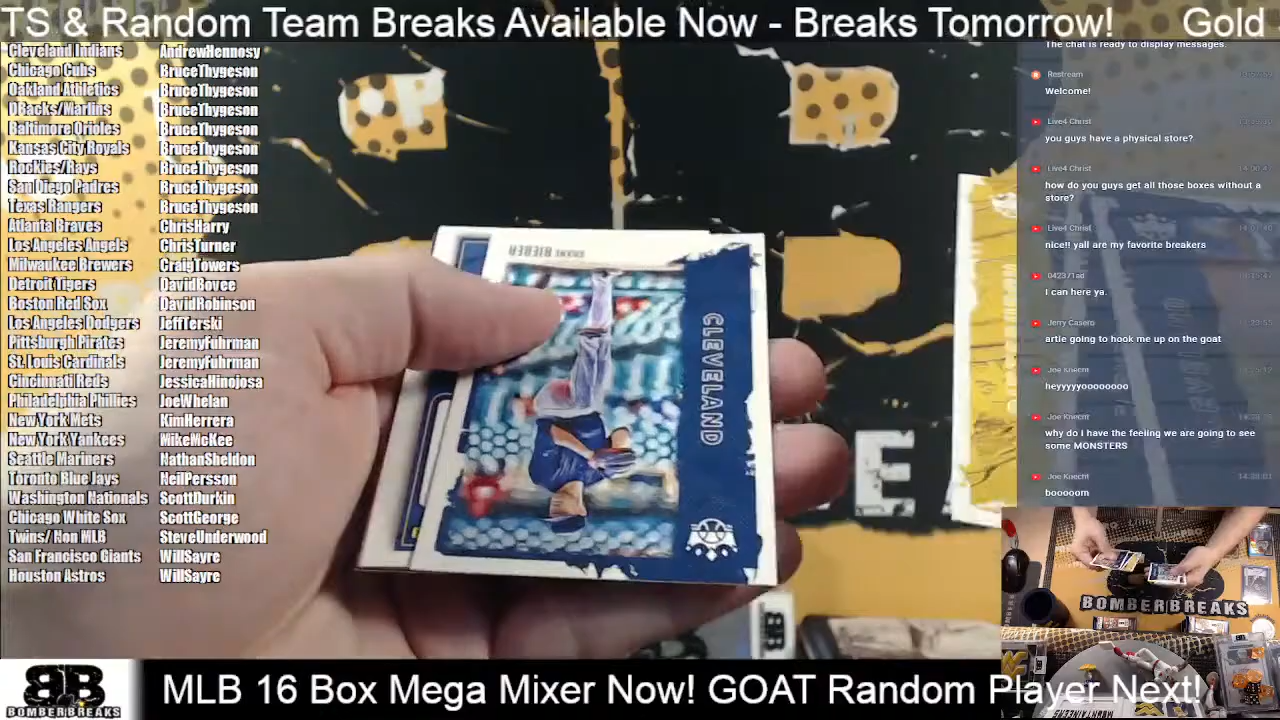 TS & Random Team Breaks Available Now - Breaks Tomorrow! Gold
Cleveland Indians AndrewHennosy
Chicago Cubs BruceThygeson
Oakland Athletics BruceThygeson
DBacks/Marlins BruceThygeson
Baltimore Orioles BruceThygeson
Kansas City Royals BruceThygeson
Rockies/Rays BruceThygeson
San Diego Padres BruceThygeson
Texas Rangers BruceThygeson
Atlanta Braves ChrisHarry
Los Angeles Angels ChrisTurner
Milwaukee Brewers CraigTowers
Detroit Tigers DavidBovee
Boston Red Sox DavidRobinson
Los Angeles Dodgers JeffTerski
Pittsburgh Pirates JeremyFuhrman
St. Louis Cardinals JeremyFuhrman
Cincinnati Reds JessicaHinojosa
Philadelphia Phillies JoeWhelan
New York Mets KimHerrera
New York Yankees MikeMcKee
Seattle Mariners NathanSheldon
Toronto Blue Jays NeilPersson
Washington Nationals ScottDurkin
Chicago White Sox ScottGeorge
Twins/ Non MLB SteveUnderwood
San Francisco Giants WillSayre
Houston Astros WillSayre
SHANE BIEBER
CLEVELAND
The chat is ready to display messages.
Restream
Welcome!
Live4 Christ
you guys have a physical store?
Live4 Christ
how do you guys get all those boxes without a
store?
Live4 Christ
nice!! yall are my favorite breakers
I can here ya.
Jerry Casero
artie going to hook me up on the goat
Joe Knecht
heyyyyoooooooo
Joe Knecht
why do i have the feeling we are going to see
some MONSTERS
Joe Knecht
booooom
E
BOMBERBREAKS
BB
BOMBERBREAKS
MLB 16 Box Mega Mixer Now! GOAT Random Player Next!